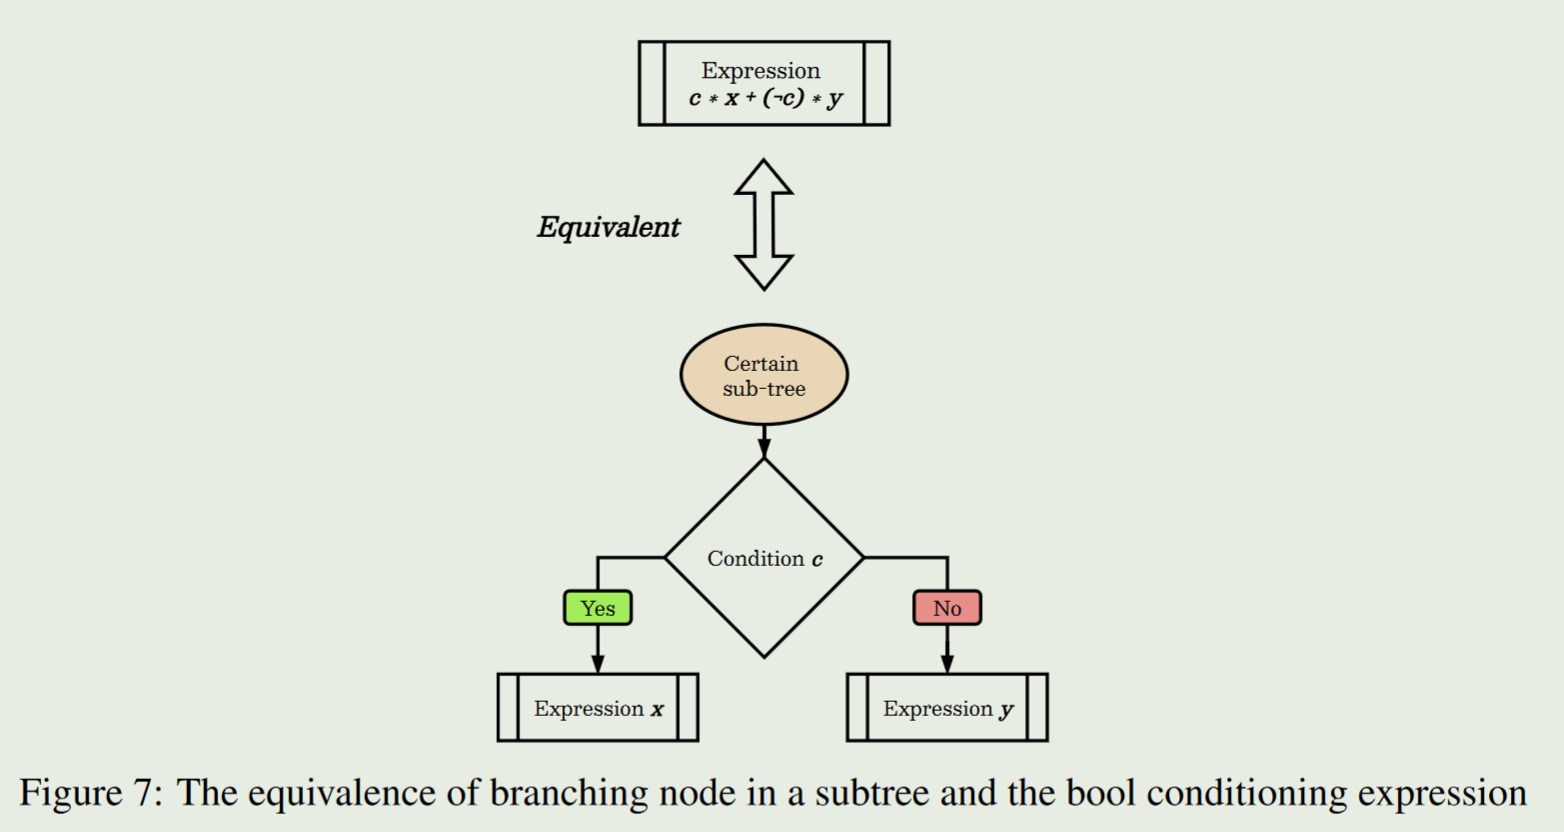 Expression
c * x + (¬c) * y
Equivalent
Certain
sub-tree
Condition c
Yes
No
Expression x
Expression y
Figure 7: The equivalence of branching node in a subtree and the bool conditioning expression